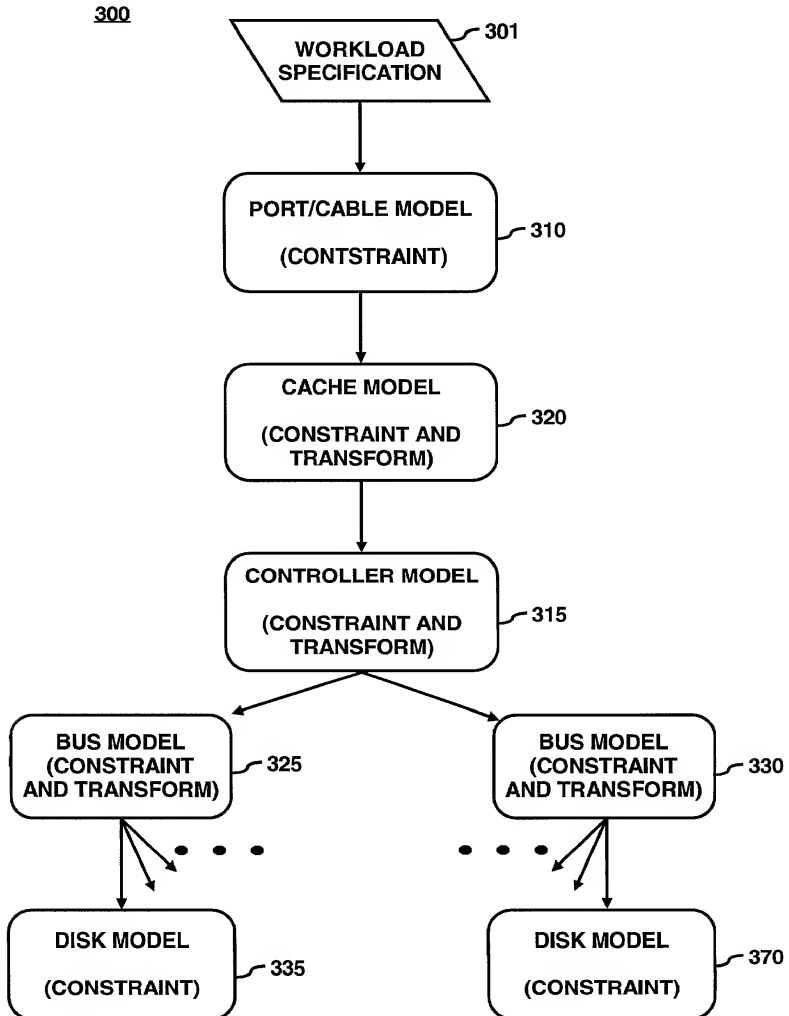 300
WORKLOAD
SPECIFICATION
301
PORT/CABLE MODEL
(CONTSTRAINT)
310
CACHE MODEL
(CONSTRAINT AND
TRANSFORM)
320
CONTROLLER MODEL
(CONSTRAINT AND
TRANSFORM)
315
BUS MODEL
(CONSTRAINT
AND TRANSFORM)
325
BUS MODEL
(CONSTRAINT
AND TRANSFORM)
330
DISK MODEL
(CONSTRAINT)
335
DISK MODEL
(CONSTRAINT)
370